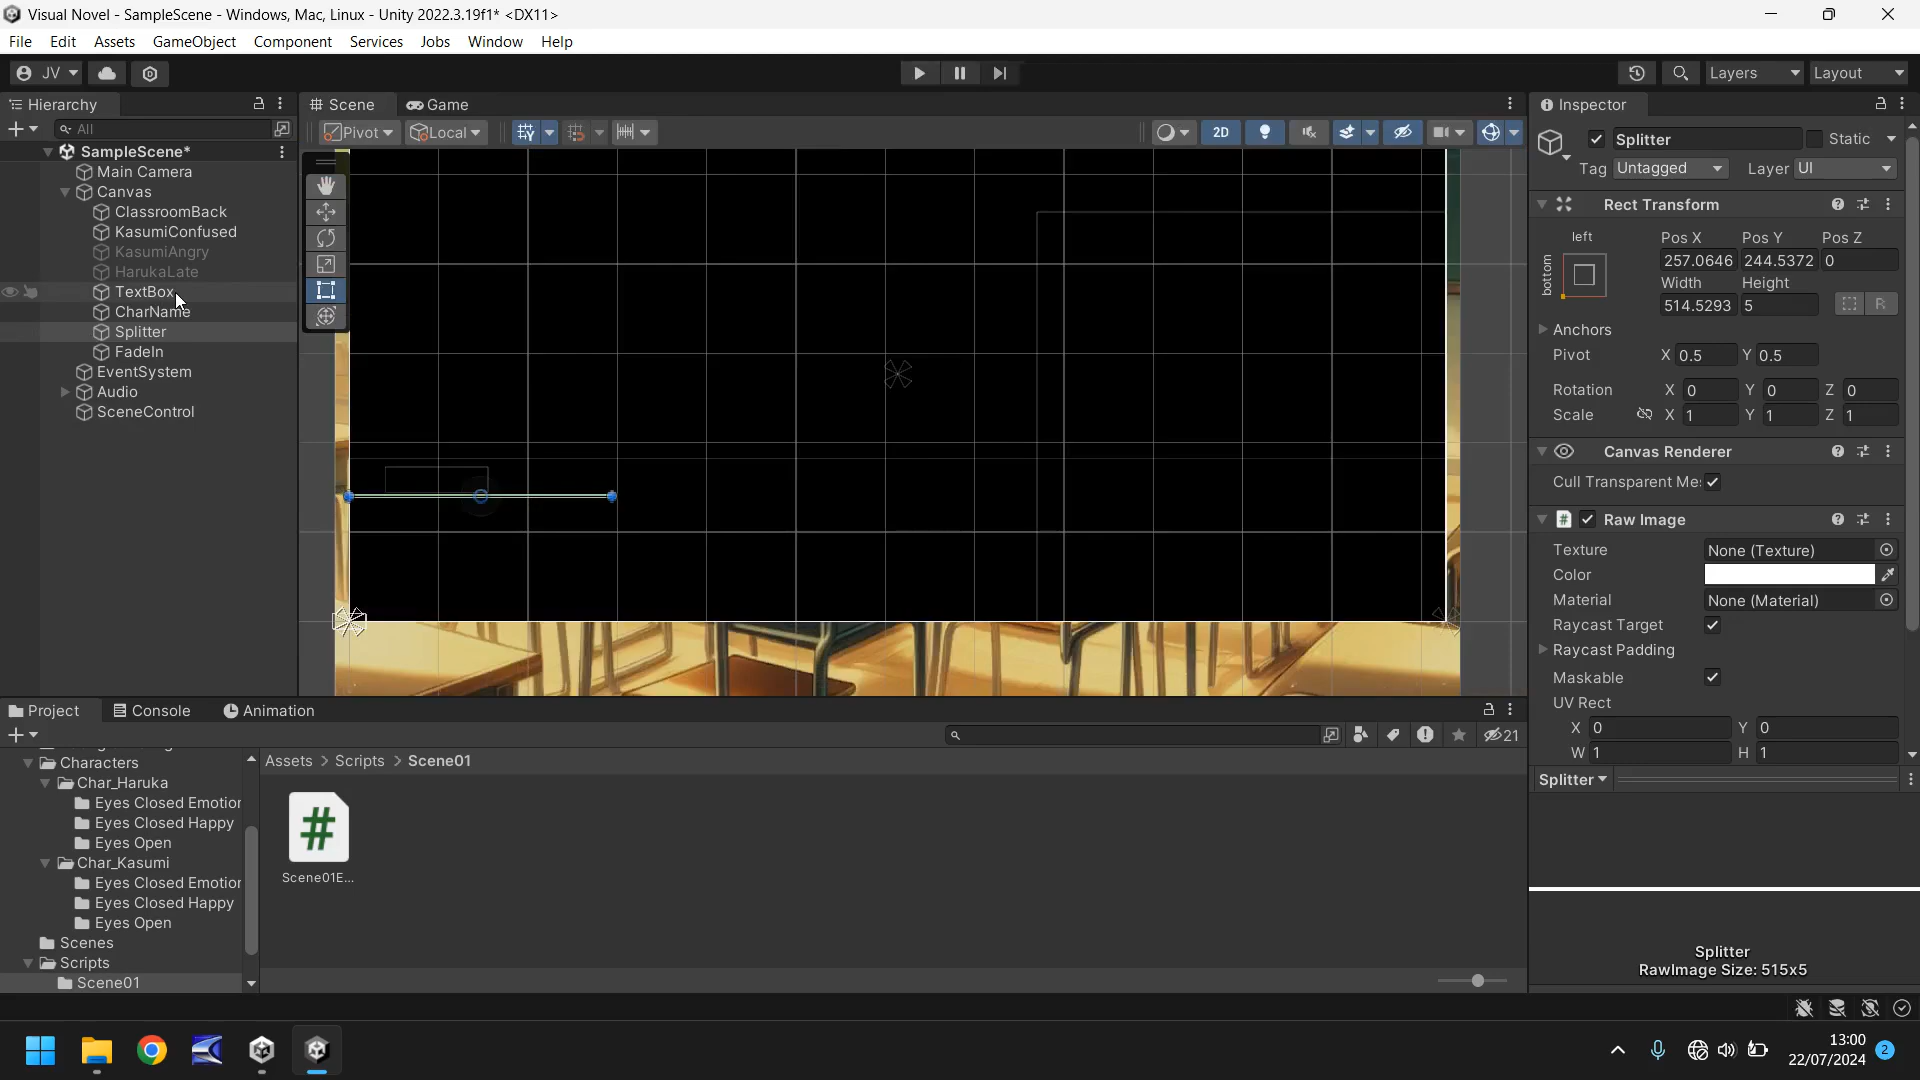 Visual Novel - SampleScene - Windows, Mac, Linux - Unity 2022.3.19f1* <DX11>
File Edit Assets GameObject Component Services Jobs Window Help
JV Layers Layout
Hierarchy Scene Game Inspector
All Pivot Local 2D Splitter Static
SampleScene*
Main Camera Tag Untagged Layer UI
Canvas
ClassroomBack Rect Transform
KasumiConfused left Pos X Pos Y Pos Z
KasumiAngry bottom 257.0646 244.5372 0
HarukaLate Width Height
TextBox 514.5293 5 R
CharName Anchors
Splitter Pivot X 0.5 Y 0.5
FadeIn
EventSystem Rotation X 0 Y 0 Z 0
Audio Scale X 1 Y 1 Z 1
SceneControl
Canvas Renderer
Cull Transparent Me:
Raw Image
Texture None (Texture)
Color
Material None (Material)
Raycast Target
Raycast Padding
Maskable
UV Rect
X 0 Y 0
W 1 H 1
Project Console Animation
21
Characters Assets > Scripts > Scene01
Char_Haruka Splitter
Eyes Closed Emotion
Eyes Closed Happy
Eyes Open
Char_Kasumi
Scene01E...
Eyes Closed Emotion
Eyes Closed Happy
Eyes Open
Scenes
Scripts
Scene01
Splitter
RawImage Size: 515x5
13:00
22/07/2024 2